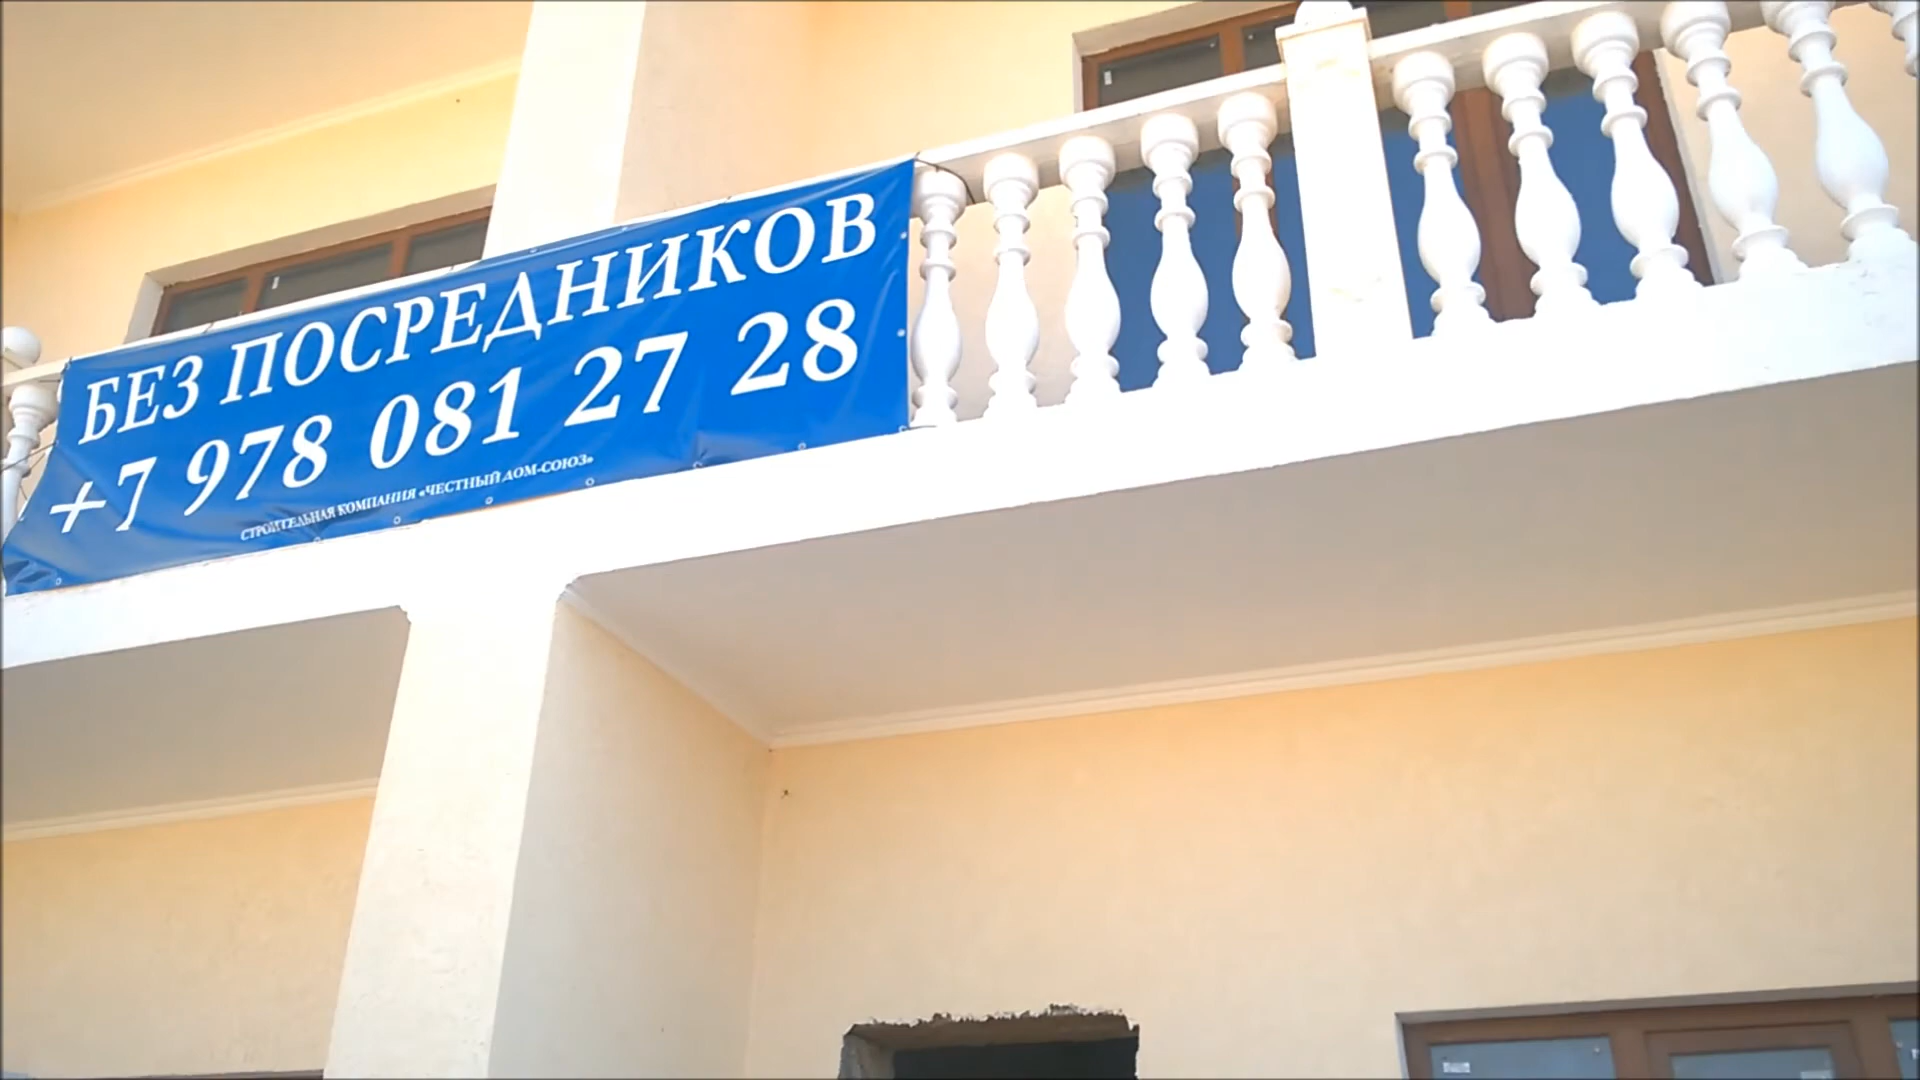 БЕЗ ПОСРЕДНИКОВ
+7 978 081 27 28
СТРОИТЕЛЬНАЯ КОМПАНИЯ «ЧЕСТНЫЙ ДОМ-СОЮЗ»